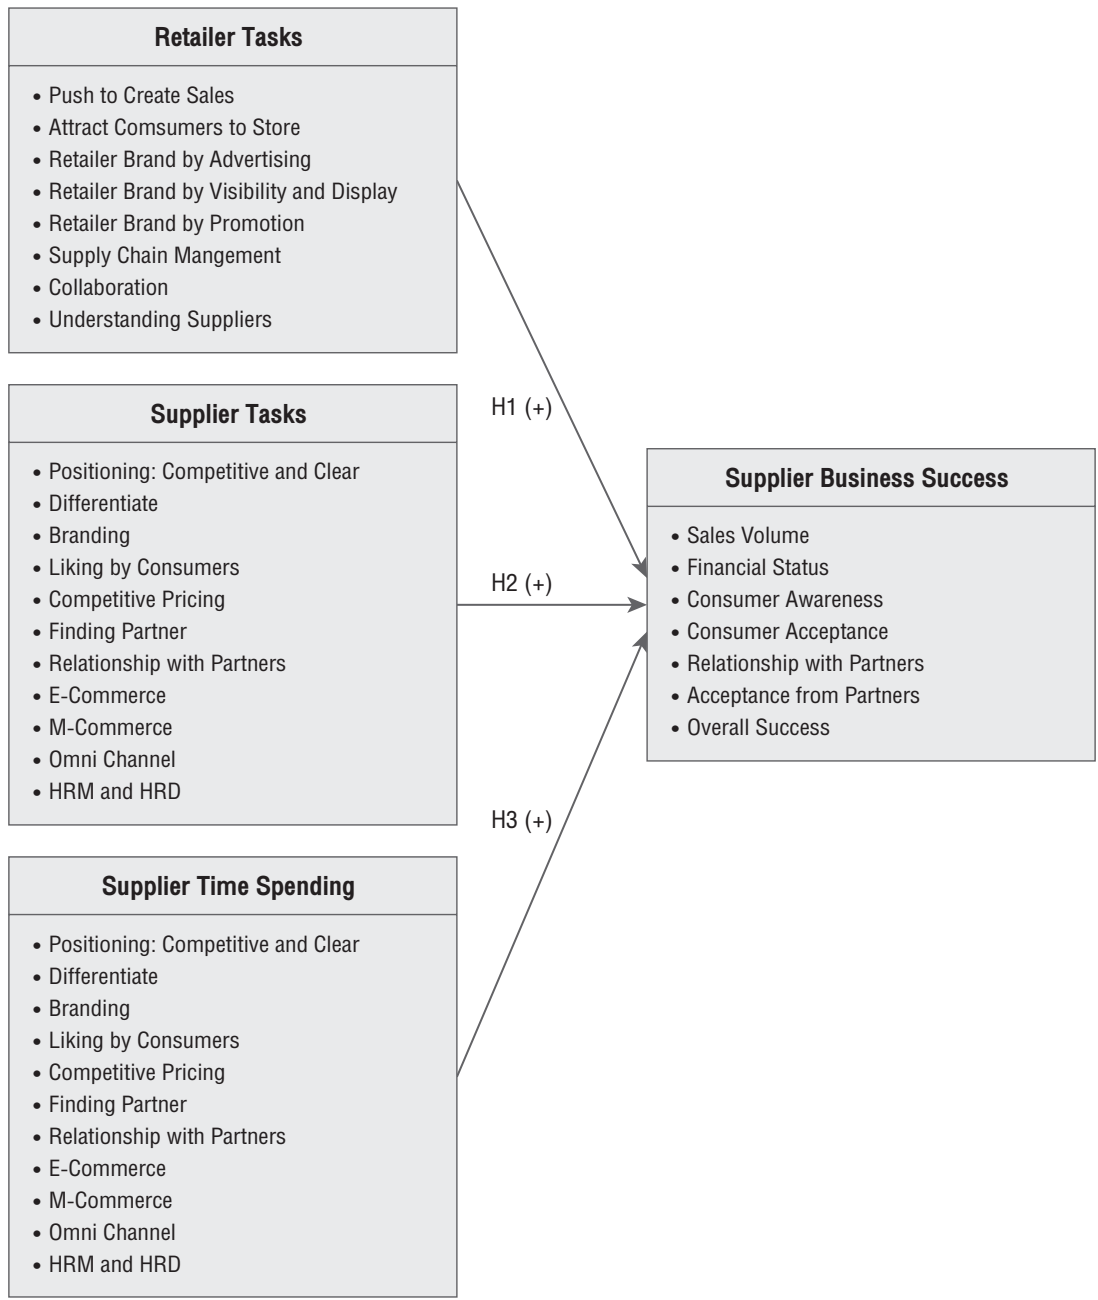 Retailer Tasks
• Push to Create Sales
• Attract Comsumers to Store
• Retailer Brand by Advertising
• Retailer Brand by Visibility and Display
• Retailer Brand by Promotion
• Supply Chain Mangement
• Collaboration
• Understanding Suppliers
H1 (+)
Supplier Tasks
• Positioning: Competitive and Clear
• Differentiate
• Branding
• Liking by Consumers
• Competitive Pricing
• Finding Partner
• Relationship with Partners
• E-Commerce
• M-Commerce
• Omni Channel
• HRM and HRD
H2 (+)
Supplier Time Spending
• Positioning: Competitive and Clear
• Differentiate
• Branding
• Liking by Consumers
• Competitive Pricing
• Finding Partner
• Relationship with Partners
• E-Commerce
• M-Commerce
• Omni Channel
• HRM and HRD
H3 (+)
Supplier Business Success
• Sales Volume
• Financial Status
• Consumer Awareness
• Consumer Acceptance
• Relationship with Partners
• Acceptance from Partners
• Overall Success